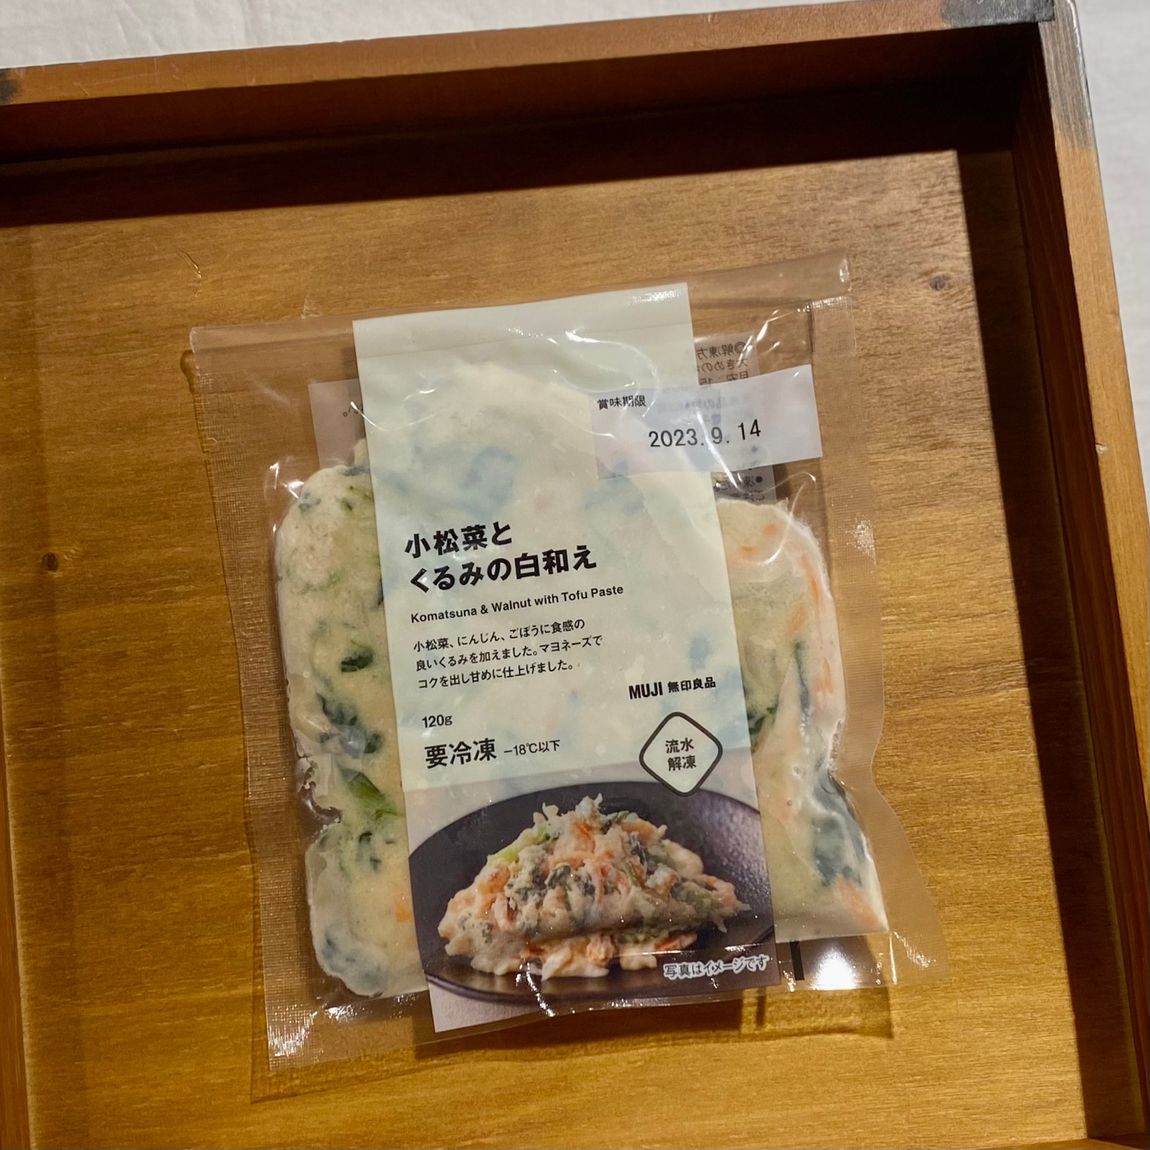 賞味期限
2023.9.14
小松菜と
くるみの白和え
Komatsuna & Walnut with Tofu Paste
小松菜、にんじん、ごぼうに食感の
良いくるみを加えました。マヨネーズで
コクを出し甘めに仕上げました。
MUJI 無印良品
120g
要冷凍 −18℃以下
流水
解凍
写真はイメージです